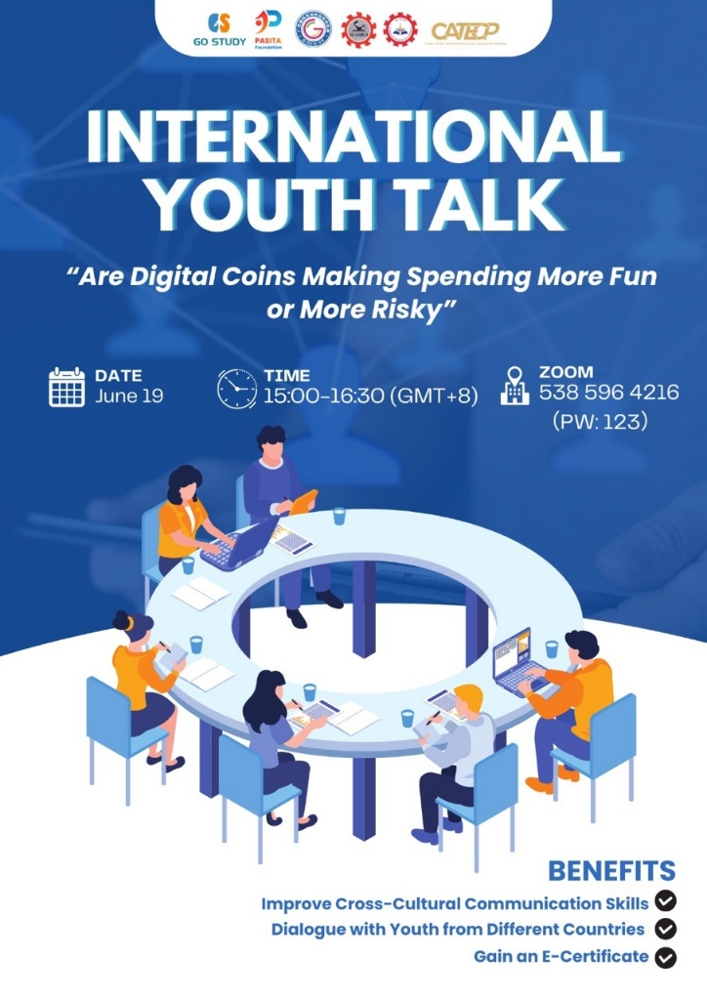 GO STUDY
PASITA
Foundation
CATECP
INTERNATIONAL
YOUTH TALK
“Are Digital Coins Making Spending More Fun
or More Risky”
DATE
June 19
TIME
15:00–16:30 (GMT+8)
ZOOM
538 596 4216
(PW: 123)
BENEFITS
Improve Cross-Cultural Communication Skills
Dialogue with Youth from Different Countries
Gain an E-Certificate